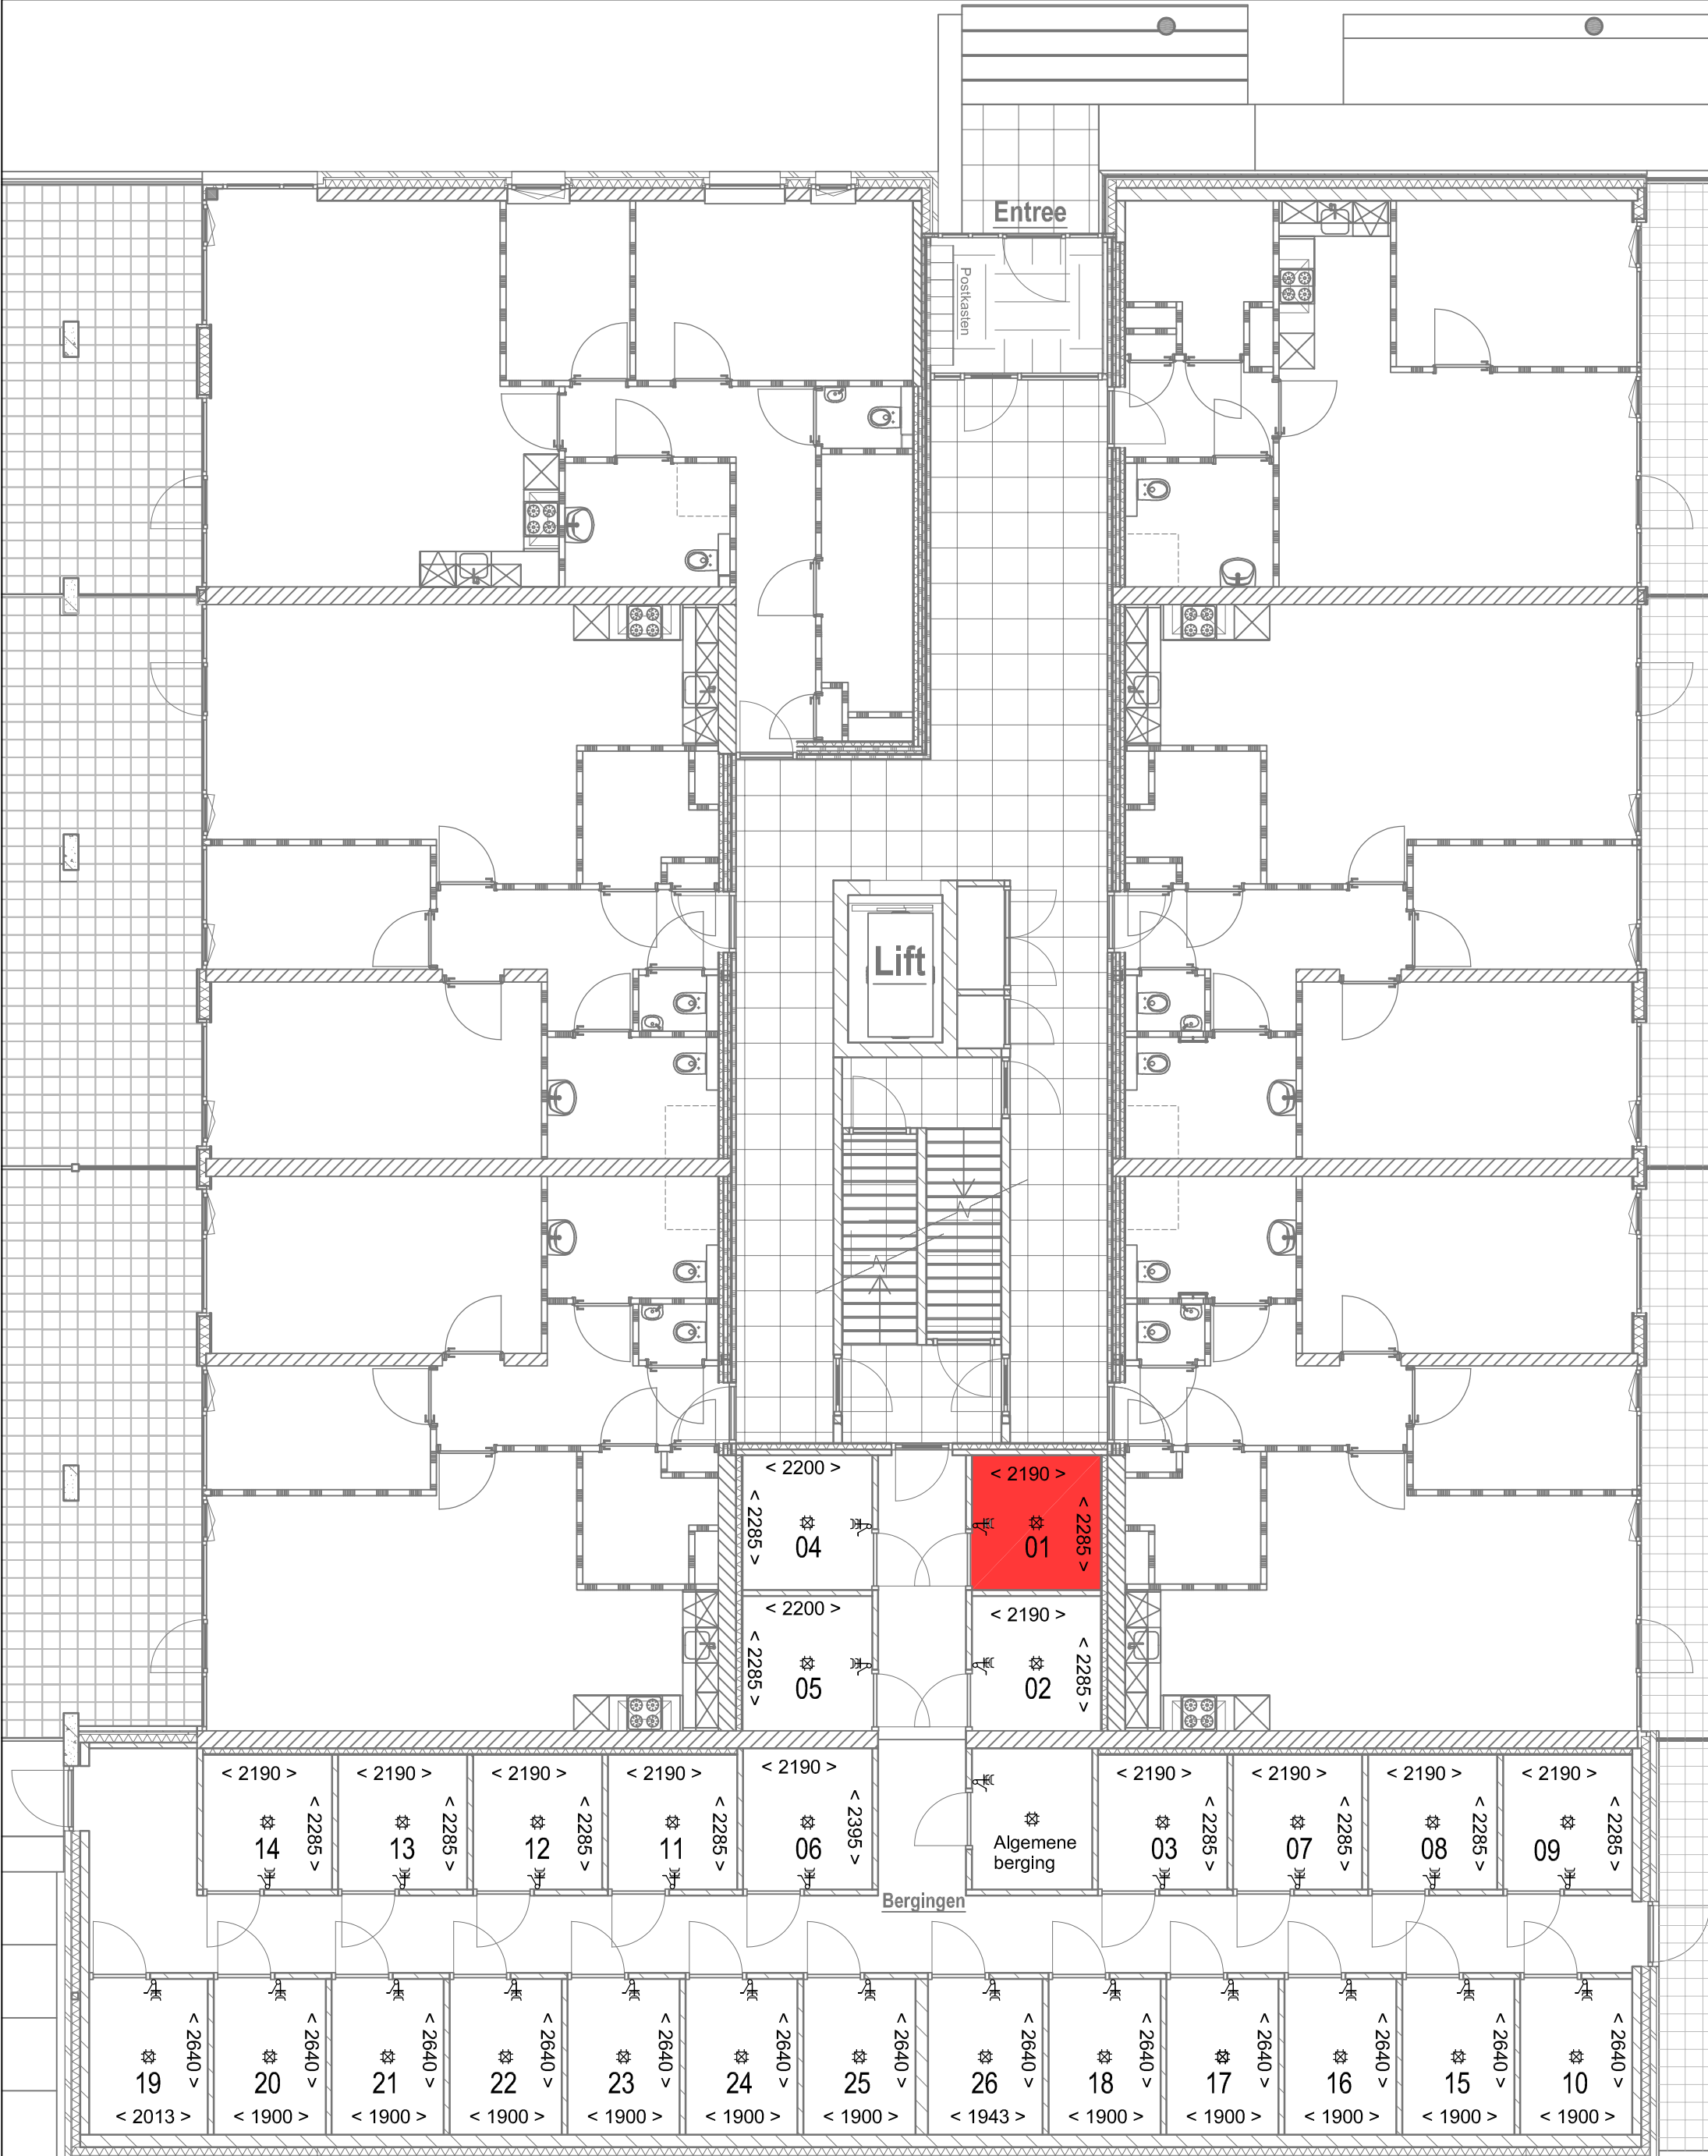 Entree
Postkasten
Lift
< 2200 >
< 2285 >
04
< 2190 >
< 2285 >
01
< 2200 >
< 2285 >
05
< 2190 >
< 2285 >
02
< 2190 >
< 2285 >
14
< 2190 >
< 2285 >
13
< 2190 >
< 2285 >
12
< 2190 >
< 2285 >
11
< 2190 >
< 2395 >
06
Algemene
berging
< 2190 >
< 2285 >
03
< 2190 >
< 2285 >
07
< 2190 >
< 2285 >
08
< 2190 >
< 2285 >
09
Bergingen
< 2640 >
19
< 2013 >
< 2640 >
20
< 1900 >
< 2640 >
21
< 1900 >
< 2640 >
22
< 1900 >
< 2640 >
23
< 1900 >
< 2640 >
24
< 1900 >
< 2640 >
25
< 1900 >
< 2640 >
26
< 1943 >
< 2640 >
18
< 1900 >
< 2640 >
17
< 1900 >
< 2640 >
16
< 1900 >
< 2640 >
15
< 1900 >
< 2640 >
10
< 1900 >